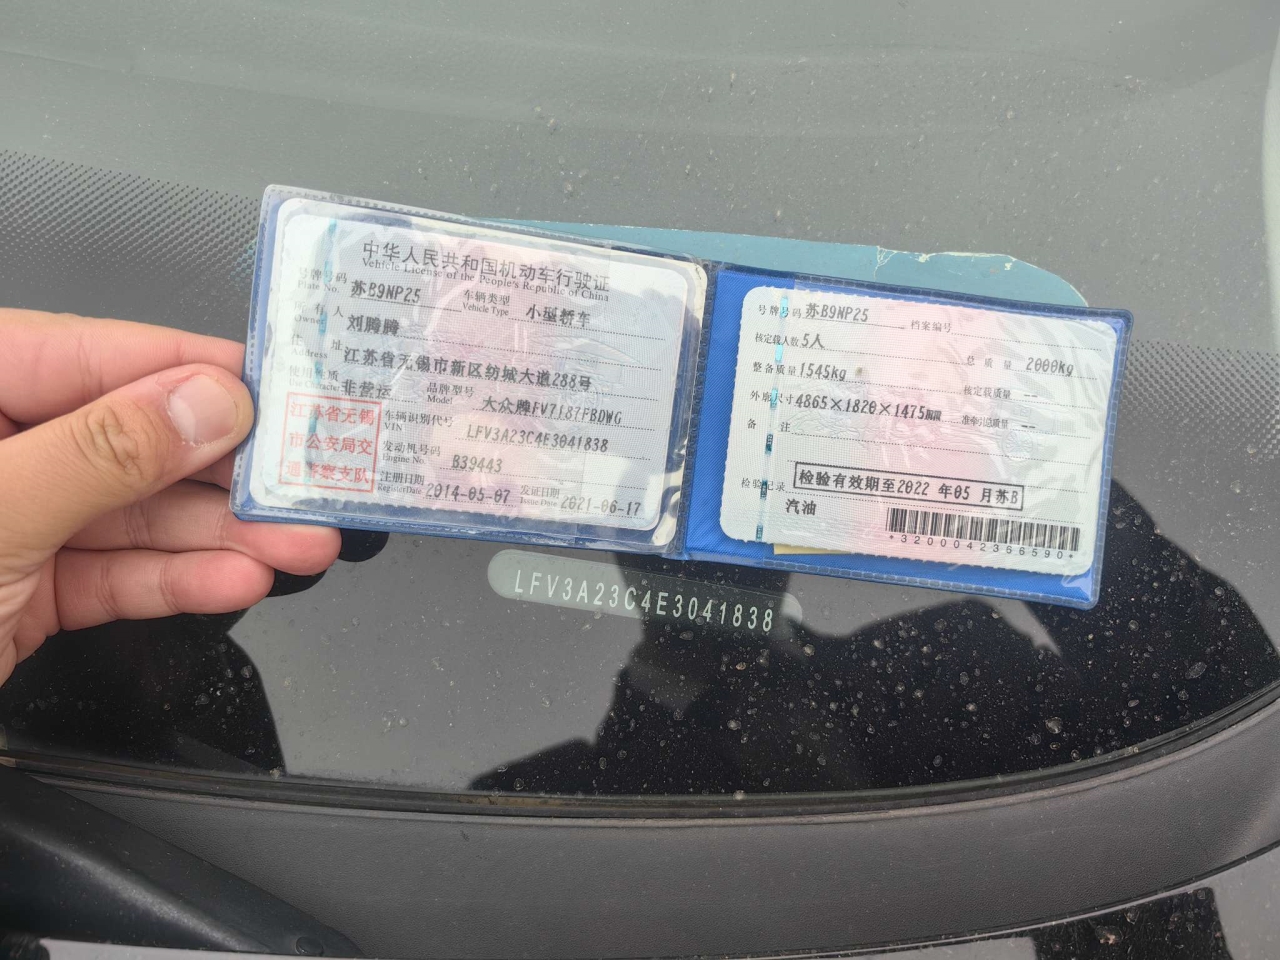 中华人民共和国机动车行驶证
Vehicle License of the People's Republic of China
号牌号码 苏B9NP25 车辆类型 小型轿车
Plate No. Vehicle Type
所有人 刘腾腾
Owner
住址 江苏省无锡市新区纺城大道288号
Address
使用性质 非营运 品牌型号 大众牌FV7187FBDWG
Use Character Model
江苏省无锡
市公安局交
通警察支队
车辆识别代号 LFV3A23C4E3041838
VIN
发动机号码 B39443
Engine No.
注册日期 2014-05-07 发证日期 2021-06-17
Register Date Issue Date
号牌号码 苏B9NP25 档案编号
核定载人数 5人 总质量 2000kg
整备质量 1545kg 核定载质量 --
外廓尺寸 4865×1820×1475mm 准牵引总质量 --
备注
检验记录 检验有效期至2022年05月苏B
汽油
*3200042366590*
LFV3A23C4E3041838